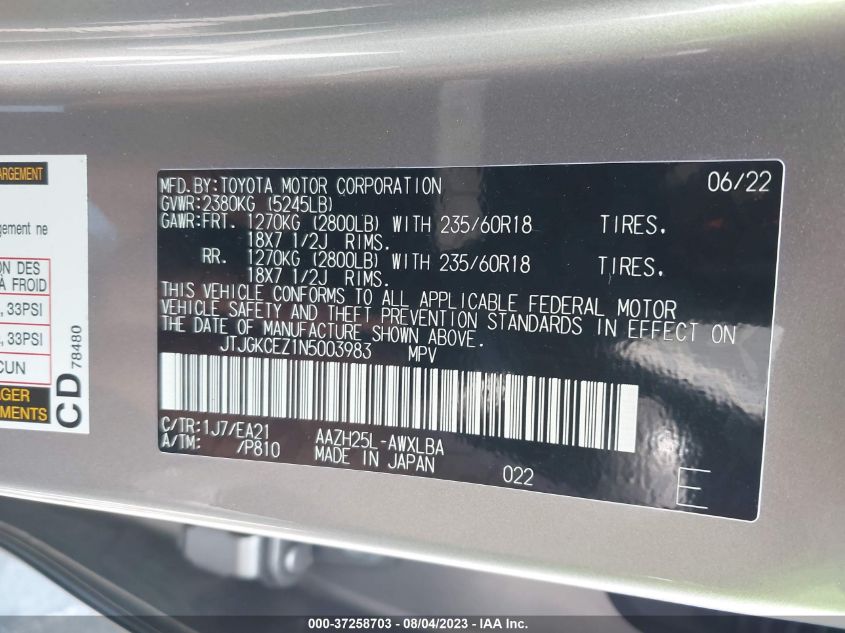 ARGEMENT
rgement ne
ON DES
À FROID
, 33PSI
, 33PSI
CUN
AGER
EMENTS
CD 78480
MFD.BY:TOYOTA MOTOR CORPORATION 06/22
GVWR:2380KG (5245LB)
GAWR:FRT. 1270KG (2800LB) WITH 235/60R18 TIRES.
18X7 1/2J RIMS.
RR. 1270KG (2800LB) WITH 235/60R18 TIRES.
18X7 1/2J RIMS.
THIS VEHICLE CONFORMS TO ALL APPLICABLE FEDERAL MOTOR
VEHICLE SAFETY AND THEFT PREVENTION STANDARDS IN EFFECT ON
THE DATE OF MANUFACTURE SHOWN ABOVE.
JTJGKCEZ1N5003983 MPV
C/TR:1J7/EA21 AAZH25L-AWXLBA
A/TM: /P810 MADE IN JAPAN 022 E
000-37258703 - 08/04/2023 - IAA Inc.